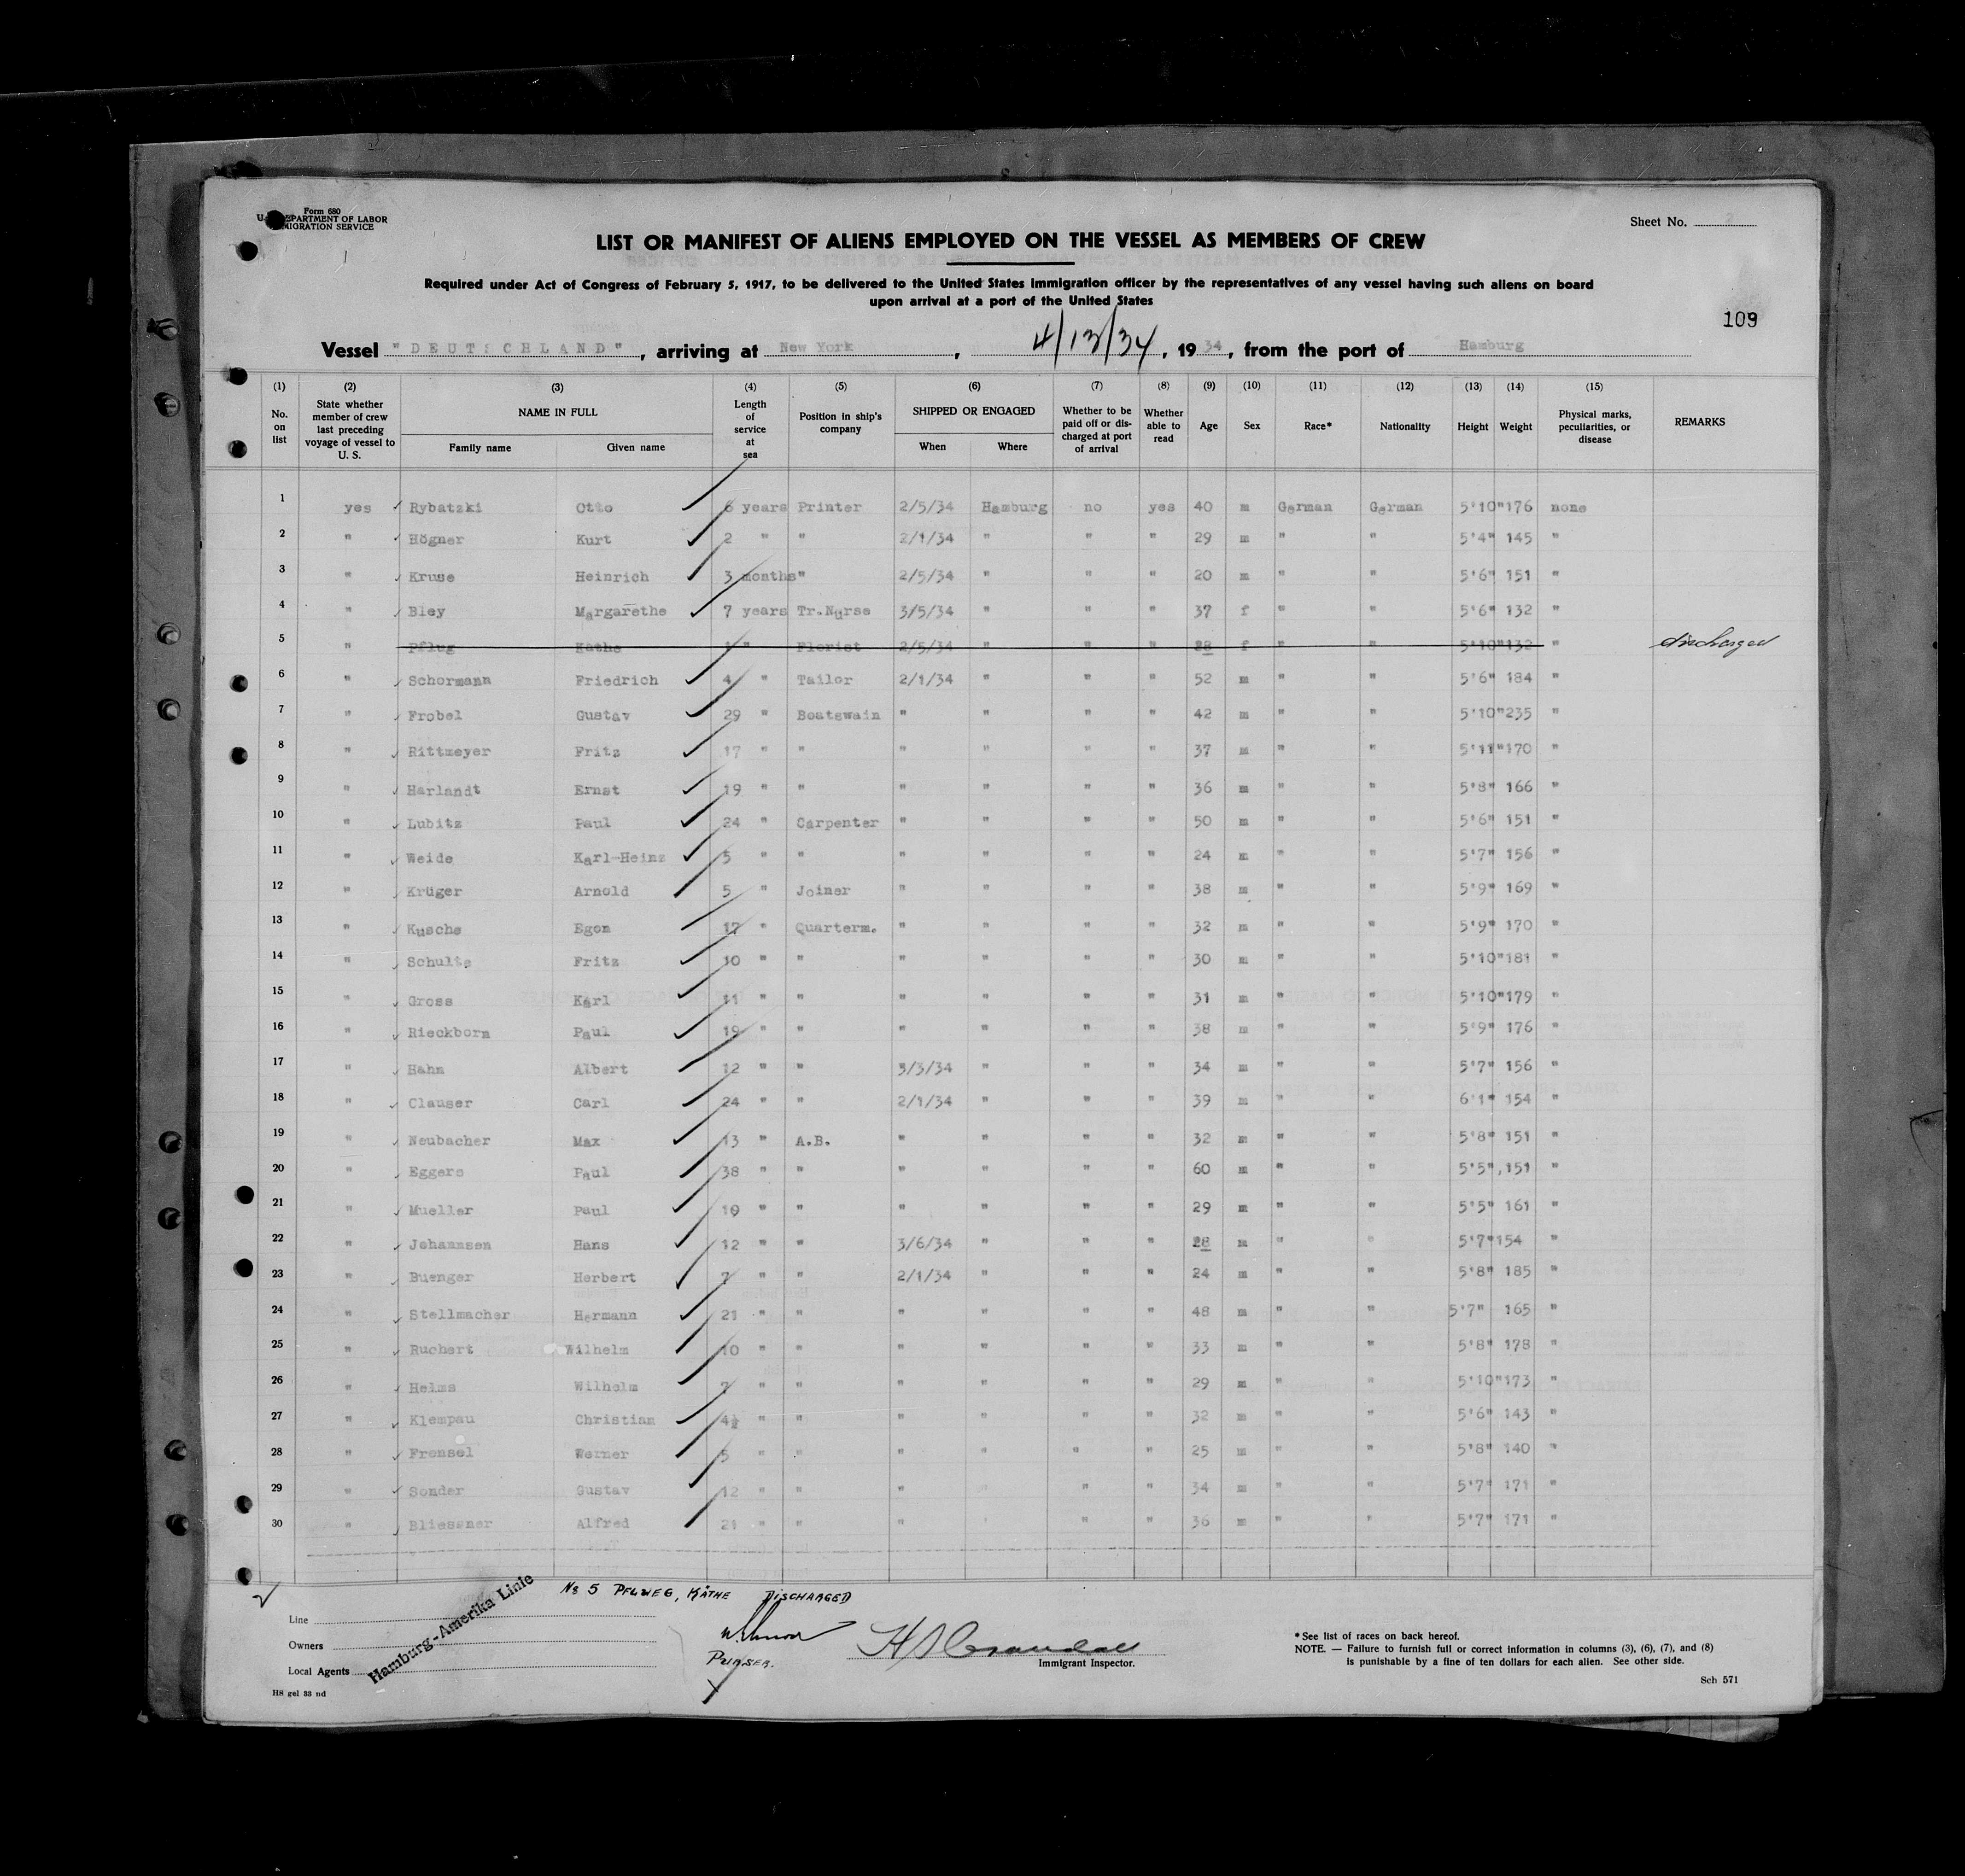 Form 680
U. S. DEPARTMENT OF LABOR
IMMIGRATION SERVICE
Sheet No. 2
LIST OR MANIFEST OF ALIENS EMPLOYED ON THE VESSEL AS MEMBERS OF CREW
Required under Act of Congress of February 5, 1917, to be delivered to the United States Immigration officer by the representatives of any vessel having such aliens on board
upon arrival at a port of the United States
109
Vessel "DEUTSCHLAND", arriving at New York, 4/13/34, 1934, from the port of Hamburg
(1) (2) (3) (4) (5) (6) (7) (8) (9) (10) (11) (12) (13) (14) (15)
No. on list State whether member of crew last preceding voyage of vessel to U. S. NAME IN FULL Family name Given name Length of service at sea Position in ship's company SHIPPED OR ENGAGED When Where Whether to be paid off or discharged at port of arrival Whether able to read Age Sex Race* Nationality Height Weight Physical marks, peculiarities, or disease REMARKS
1 yes Rybatzki Otto 6 years Printer 2/5/34 Hamburg no yes 40 m German German 5'10" 176 none
2 " Högner Kurt 2 " " 2/1/34 " " " 29 m " " 5'4" 145 "
3 " Kruse Heinrich 3 months " 2/5/34 " " " 20 m " " 5'6" 151 "
4 " Bley Margarethe 7 years Tr.Nurse 3/5/34 " " " 37 f " " 5'6" 132 "
5 " Pflug Käthe 1 " Florist 2/5/34 " " " 28 f " " 5'10" 132 " discharged
6 " Schormann Friedrich 4 " Tailor 2/1/34 " " " 52 m " " 5'6" 184 "
7 " Frobel Gustav 29 " Boatswain " " " " 42 m " " 5'10" 235 "
8 " Rittmeyer Fritz 17 " " " " " " 37 m " " 5'11" 170 "
9 " Harlandt Ernst 19 " " " " " " 36 m " " 5'8" 166 "
10 " Lubitz Paul 24 " Carpenter " " " " 50 m " " 5'6" 151 "
11 " Weide Karl-Heinz 5 " " " " " " 24 m " " 5'7" 156 "
12 " Krüger Arnold 5 " Joiner " " " " 38 m " " 5'9" 169 "
13 " Kusche Egon 17 " Quarterm. " " " " 32 m " " 5'9" 170 "
14 " Schulte Fritz 10 " " " " " " 30 m " " 5'10" 181 "
15 " Gross Karl 11 " " " " " " 31 m " " 5'10" 179 "
16 " Rieckborn Paul 19 " " " " " " 38 m " " 5'9" 176 "
17 " Hahn Albert 12 " " 3/3/34 " " " 34 m " " 5'7" 156 "
18 " Clauser Carl 24 " " 2/1/34 " " " 39 m " " 6'1" 154 "
19 " Neubacher Max 13 " A.B. " " " " 32 m " " 5'8" 151 "
20 " Eggers Paul 38 " " " " " " 60 m " " 5'5" 151 "
21 " Mueller Paul 10 " " " " " " 29 m " " 5'5" 161 "
22 " Johannsen Hans 12 " " 3/6/34 " " " 28 m " " 5'7" 154 "
23 " Buenger Herbert 7 " " 2/1/34 " " " 24 m " " 5'8" 185 "
24 " Stellmacher Hermann 21 " " " " " " 48 m " " 5'7" 165 "
25 " Ruchert Wilhelm 10 " " " " " " 33 m " " 5'8" 178 "
26 " Helms Wilhelm 7 " " " " " " 29 m " " 5'10" 173 "
27 " Klempau Christian 4½ " " " " " " 32 m " " 5'6" 143 "
28 " Frensel Werner 5 " " " " " " 25 m " " 5'8" 140 "
29 " Sonder Gustav 12 " " " " " " 34 m " " 5'7" 171 "
30 " Bliessner Alfred 21 " " " " " " 36 m " " 5'7" 171 "
No 5 PFLWEG, KÄTHE DISCHARGED
Line
Owners
Local Agents
Hamburg-Amerika Linie
PURSER.
Immigrant Inspector.
* See list of races on back hereof.
NOTE. — Failure to furnish full or correct information in columns (3), (6), (7), and (8)
is punishable by a fine of ten dollars for each alien. See other side.
H8 gel 33 nd
Sch 571